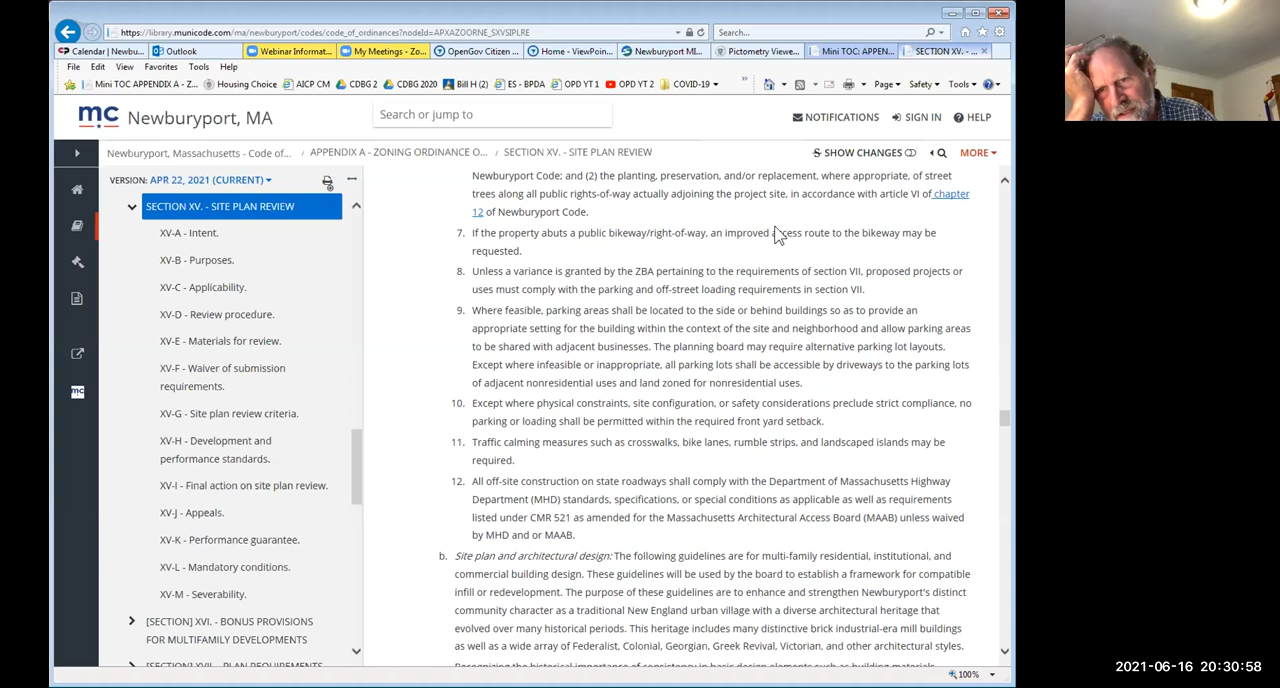 https://library.municode.com/ma/newburyport/codes/code_of_ordinances?nodeId=APXAZOORNE_SXVSIPLRE
Search...
Calendar | Newbu...
Outlook
Webinar Informat...
My Meetings - Zo...
OpenGov Citizen ...
Home - ViewPoin...
Newburyport MI...
Pictometry Viewe...
Mini TOC: APPEN...
SECTION XV. - ...
File Edit View Favorites Tools Help
Mini TOC APPENDIX A - Z...
Housing Choice
AICP CM
CDBG 2
CDBG 2020
Bill H (2)
ES - BPDA
OPD YT 1
OPD YT 2
COVID-19
Page Safety Tools
mc Newburyport, MA
Search or jump to
NOTIFICATIONS SIGN IN HELP
Newburyport, Massachusetts - Code of... / APPENDIX A - ZONING ORDINANCE O... / SECTION XV. - SITE PLAN REVIEW
SHOW CHANGES MORE
VERSION: APR 22, 2021 (CURRENT)
SECTION XV. - SITE PLAN REVIEW
XV-A - Intent.
XV-B - Purposes.
XV-C - Applicability.
XV-D - Review procedure.
XV-E - Materials for review.
XV-F - Waiver of submission
requirements.
XV-G - Site plan review criteria.
XV-H - Development and
performance standards.
XV-I - Final action on site plan review.
XV-J - Appeals.
XV-K - Performance guarantee.
XV-L - Mandatory conditions.
XV-M - Severability.
[SECTION] XVI. - BONUS PROVISIONS
FOR MULTIFAMILY DEVELOPMENTS
[SECTION] XVII. - PLAN REQUIREMENTS
mc
Newburyport Code; and (2) the planting, preservation, and/or replacement, where appropriate, of street
trees along all public rights-of-way actually adjoining the project site, in accordance with article VI of chapter
12 of Newburyport Code.
7. If the property abuts a public bikeway/right-of-way, an improved access route to the bikeway may be
requested.
8. Unless a variance is granted by the ZBA pertaining to the requirements of section VII, proposed projects or
uses must comply with the parking and off-street loading requirements in section VII.
9. Where feasible, parking areas shall be located to the side or behind buildings so as to provide an
appropriate setting for the building within the context of the site and neighborhood and allow parking areas
to be shared with adjacent businesses. The planning board may require alternative parking lot layouts.
Except where infeasible or inappropriate, all parking lots shall be accessible by driveways to the parking lots
of adjacent nonresidential uses and land zoned for nonresidential uses.
10. Except where physical constraints, site configuration, or safety considerations preclude strict compliance, no
parking or loading shall be permitted within the required front yard setback.
11. Traffic calming measures such as crosswalks, bike lanes, rumble strips, and landscaped islands may be
required.
12. All off-site construction on state roadways shall comply with the Department of Massachusetts Highway
Department (MHD) standards, specifications, or special conditions as applicable as well as requirements
listed under CMR 521 as amended for the Massachusetts Architectural Access Board (MAAB) unless waived
by MHD and or MAAB.
b. Site plan and architectural design: The following guidelines are for multi-family residential, institutional, and
commercial building design. These guidelines will be used by the board to establish a framework for compatible
infill or redevelopment. The purpose of these guidelines are to enhance and strengthen Newburyport's distinct
community character as a traditional New England urban village with a diverse architectural heritage that
evolved over many historical periods. This heritage includes many distinctive brick industrial-era mill buildings
as well as a wide array of Federalist, Colonial, Georgian, Greek Revival, Victorian, and other architectural styles.
Recognizing the historical importance of consistency in basic design elements such as building materials,
100%
2021-06-16 20:30:58